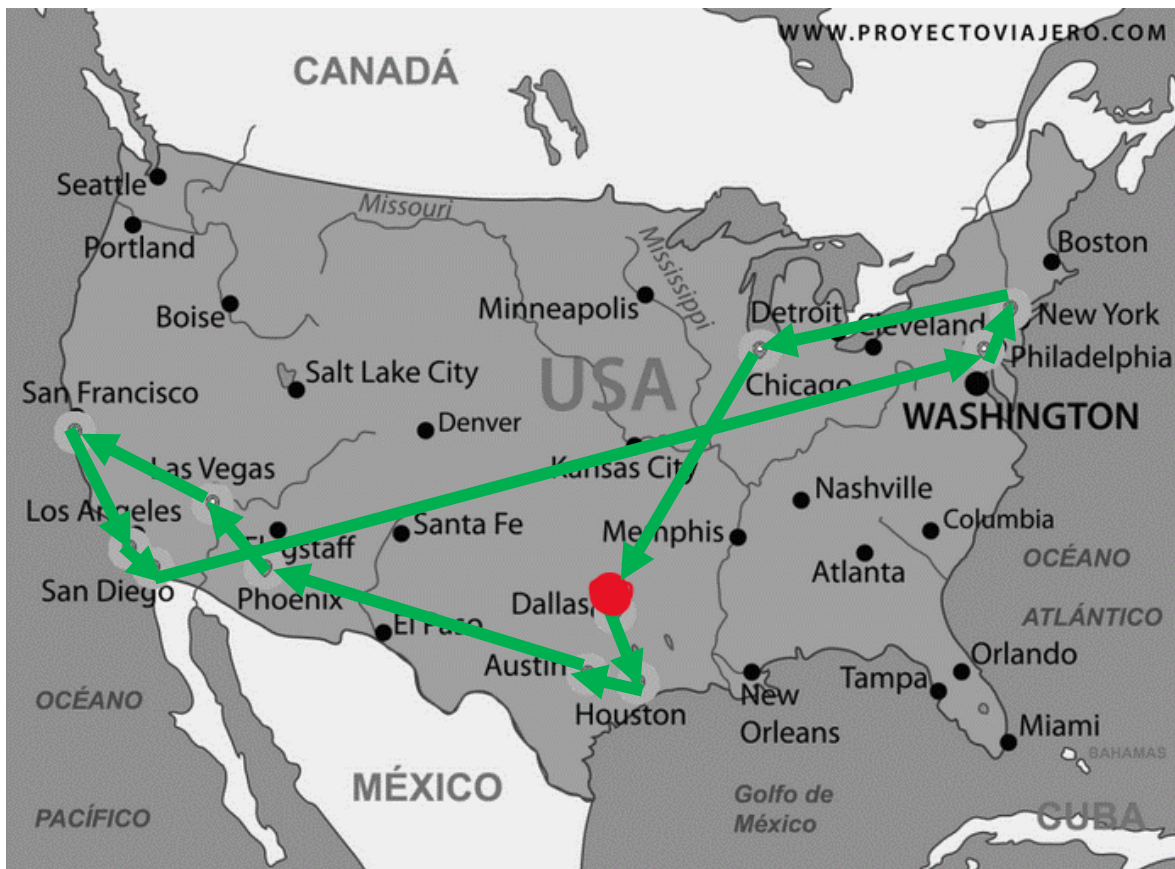 WWW.PROYECTOVIAJERO.COM
CANADÁ
Seattle
Missouri
Portland
Mississippi
Boston
Minneapolis
Boise
Detroit
New York
Cleveland
Philadelphia
USA
Salt Lake City
Chicago
San Francisco
WASHINGTON
Denver
Kansas City
Las Vegas
Nashville
Los Angeles
Santa Fe
Columbia
Memphis
Flagstaff
OCÉANO
Atlanta
San Diego
Phoenix
Dallas
ATLÁNTICO
El Paso
Orlando
Austin
Tampa
OCÉANO
New
Orleans
Houston
Miami
BAHAMAS
MÉXICO
Golfo de
México
PACÍFICO
CUBA